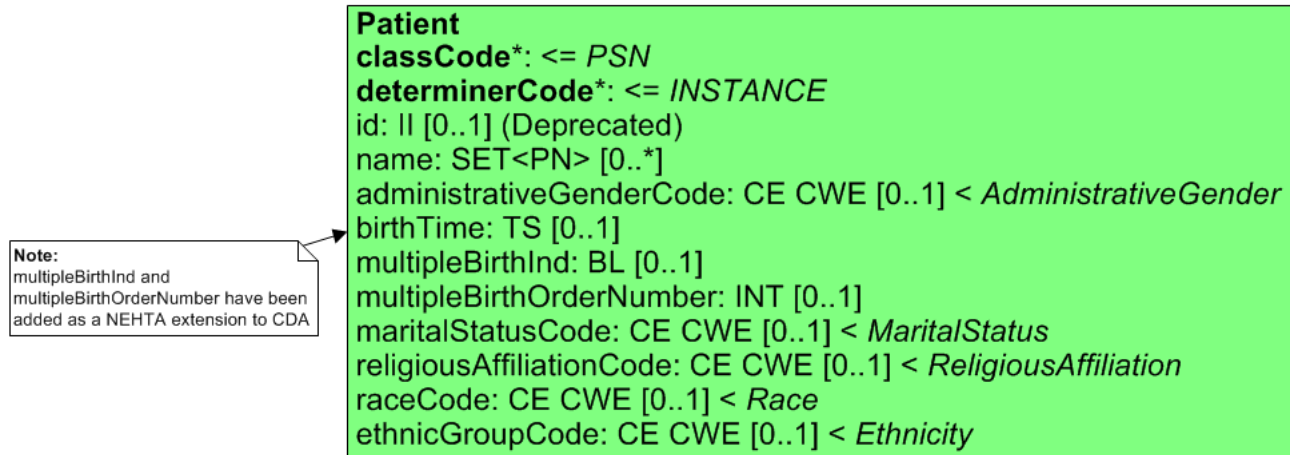 Patient
classCode*: <= PSN
determinerCode*: <= INSTANCE
id: II [0..1] (Deprecated)
name: SET<PN> [0..*]
administrativeGenderCode: CE CWE [0..1] < AdministrativeGender
birthTime: TS [0..1]
multipleBirthInd: BL [0..1]
multipleBirthOrderNumber: INT [0..1]
maritalStatusCode: CE CWE [0..1] < MaritalStatus
religiousAffiliationCode: CE CWE [0..1] < ReligiousAffiliation
raceCode: CE CWE [0..1] < Race
ethnicGroupCode: CE CWE [0..1] < Ethnicity
Note:
multipleBirthInd and
multipleBirthOrderNumber have been
added as a NEHTA extension to CDA